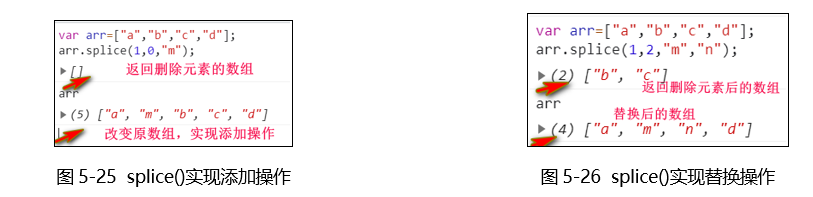 var arr=["a","b","c","d"];
arr.splice(1,0,"m");
[]
返回删除元素的数组
arr
(5) ["a", "m", "b", "c", "d"]
改变原数组，实现添加操作
图 5-25 splice()实现添加操作
var arr=["a","b","c","d"];
arr.splice(1,2,"m","n");
(2) ["b", "c"]
返回删除元素后的数组
arr
替换后的数组
(4) ["a", "m", "n", "d"]
图 5-26 splice()实现替换操作